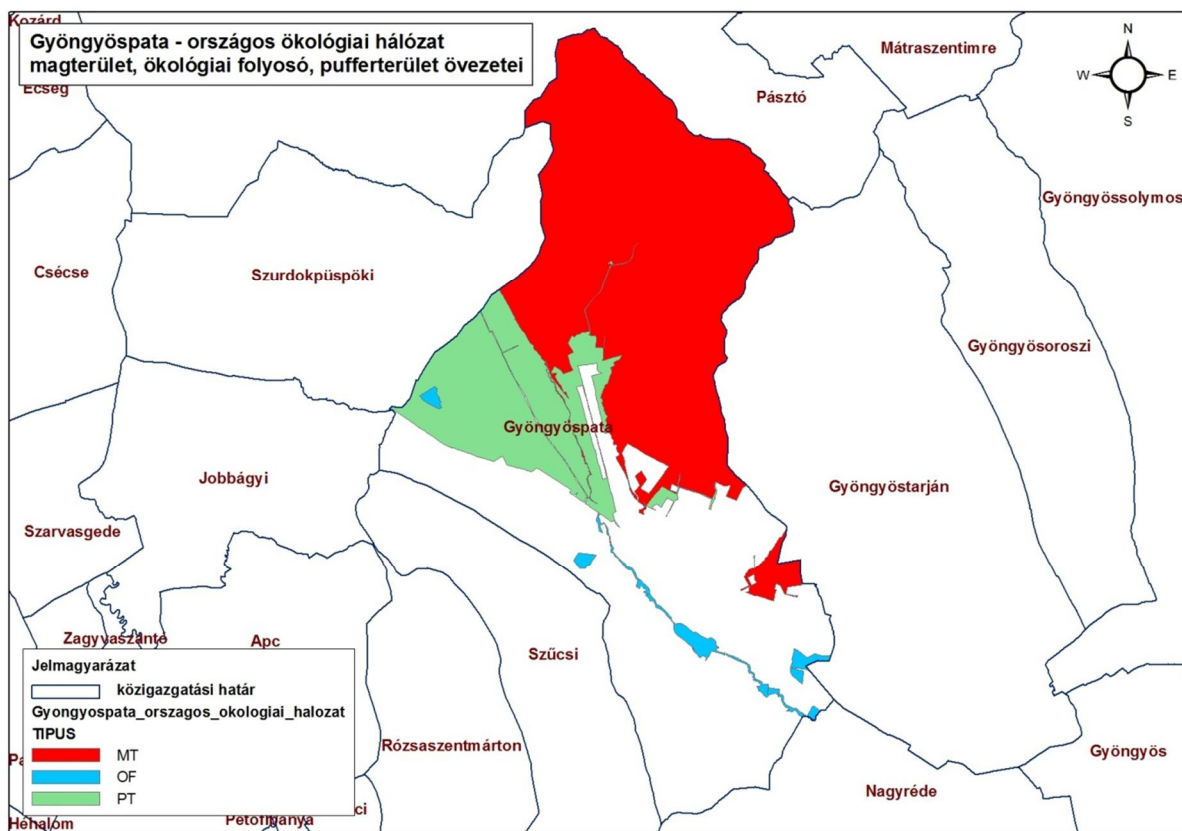 Kozárd
Gyöngyöspata - országos ökológiai hálózat
magterület, ökológiai folyosó, pufferterület övezetei
Ecseg
Mátraszentimre
Pásztó
N
W
E
S
Gyöngyössolymos
Csécse
Szurdokpüspöki
Gyöngyösoroszi
Gyöngyöspata
Jobbágyi
Gyöngyöstarján
Szarvasgede
Zagyvaszántó
Apc
Szűcsi
Jelmagyarázat
közigazgatási határ
Gyongyospata_orszagos_okologiai_halozat
TIPUS
MT
OF
PT
Rózsaszentmárton
Gyöngyös
Nagyréde
Petőfibánya
Héhalom